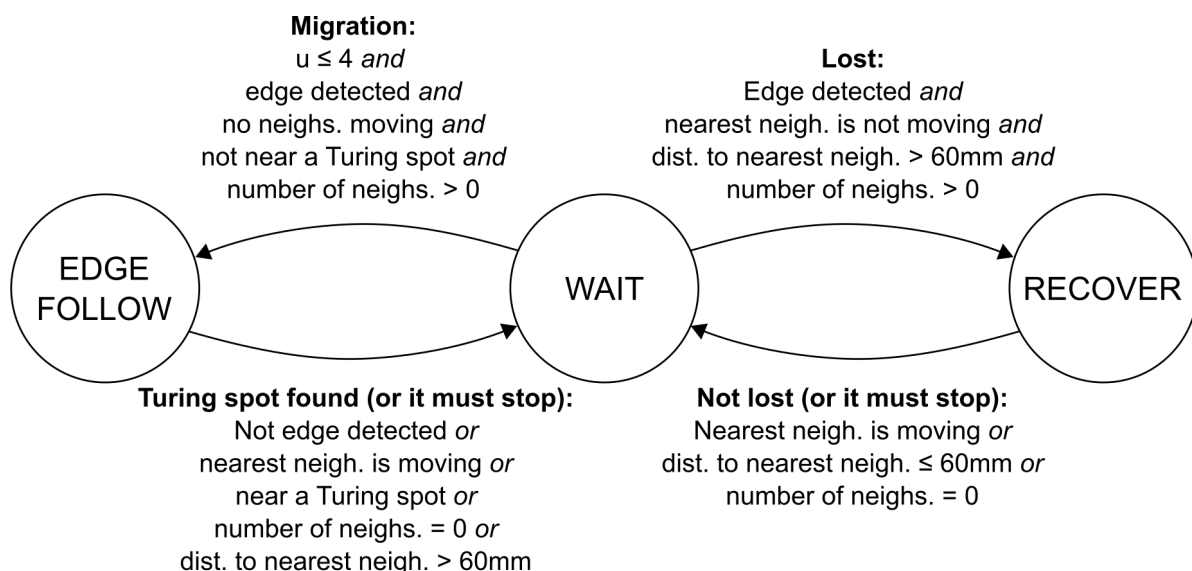 Migration:
u ≤ 4 and
edge detected and
no neighs. moving and
not near a Turing spot and
number of neighs. > 0
Lost:
Edge detected and
nearest neigh. is not moving and
dist. to nearest neigh. > 60mm and
number of neighs. > 0
EDGE
FOLLOW
WAIT
RECOVER
Turing spot found (or it must stop):
Not edge detected or
nearest neigh. is moving or
near a Turing spot or
number of neighs. = 0 or
dist. to nearest neigh. > 60mm
Not lost (or it must stop):
Nearest neigh. is moving or
dist. to nearest neigh. ≤ 60mm or
number of neighs. = 0